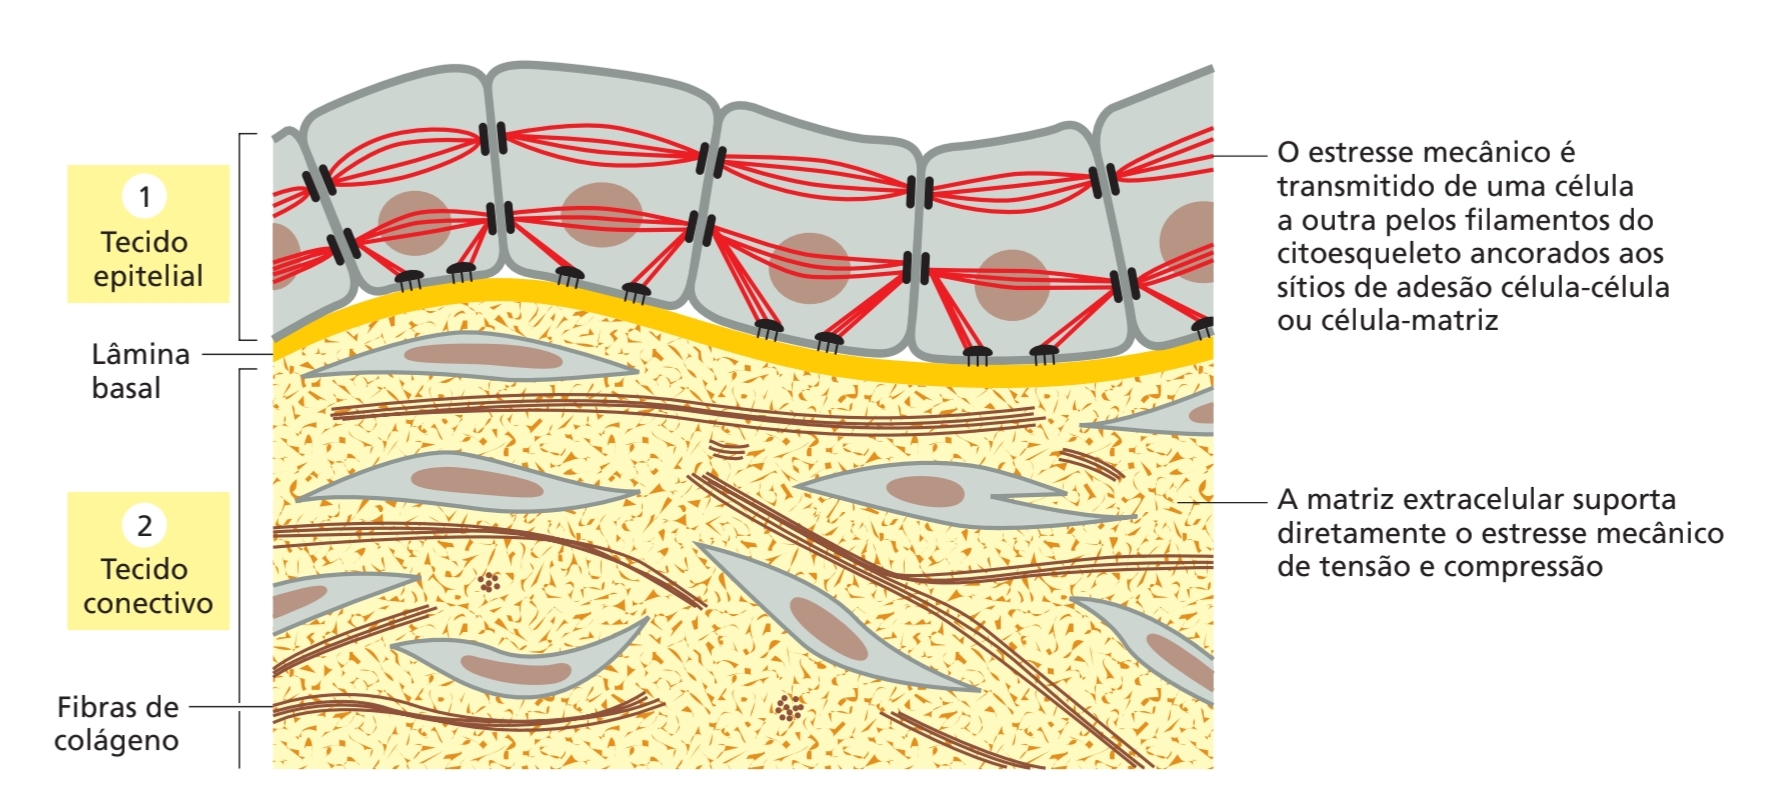 1
Tecido
epitelial
Lâmina
basal
2
Tecido
conectivo
Fibras de
colágeno
O estresse mecânico é
transmitido de uma célula
a outra pelos filamentos do
citoesqueleto ancorados aos
sítios de adesão célula-célula
ou célula-matriz
A matriz extracelular suporta
diretamente o estresse mecânico
de tensão e compressão